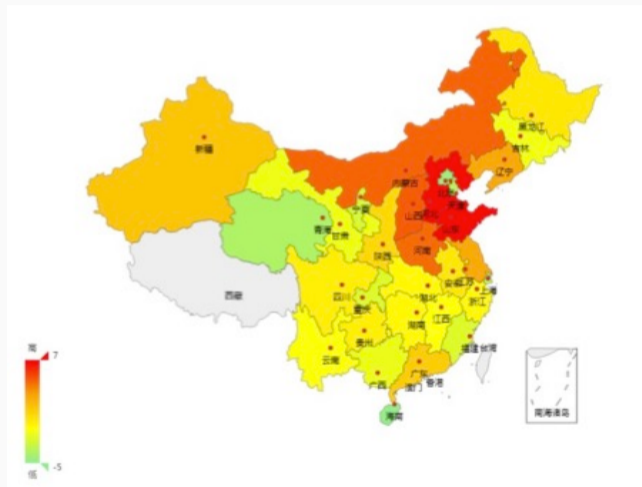 黑龙江
吉林
新疆
辽宁
内蒙古
宁夏
山西
青海
甘肃
河南
陕西
四川
重庆
湖北
安徽
上海
浙江
湖南
江西
贵州
福建
台湾
云南
广西
广东
香港
澳门
海南
西藏
南海诸岛
高
7
低
-5